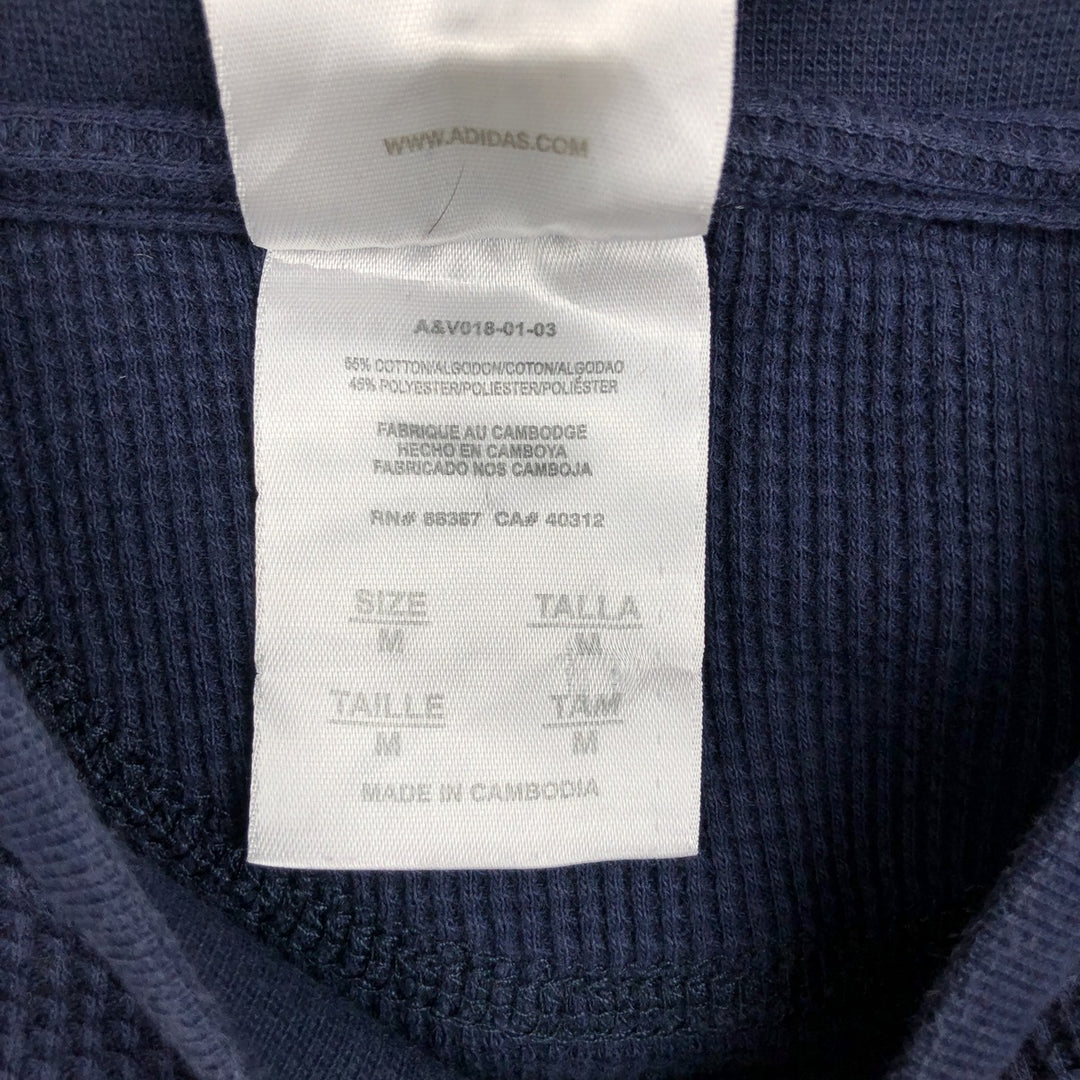 WWW.ADIDAS.COM
A&V018-01-03
55% COTTON/ALGODON/COTON/ALGODAO
45% POLYESTER/POLIESTER/POLIÉSTER
FABRIQUE AU CAMBODGE
HECHO EN CAMBOYA
FABRICADO NOS CAMBOJA
RN# 88387 CA# 40312
SIZE TALLA
M M
TAILLE TAM
M M
MADE IN CAMBODIA